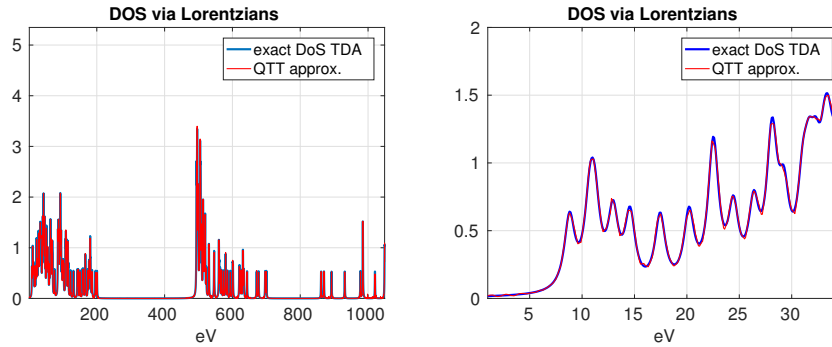 DOS via Lorentzians
5
4
3
2
1
0
exact DoS TDA
QTT approx.
200 400 600 800 1000
eV
DOS via Lorentzians
2
1.5
1
0.5
0
exact DoS TDA
QTT approx.
5 10 15 20 25 30
eV